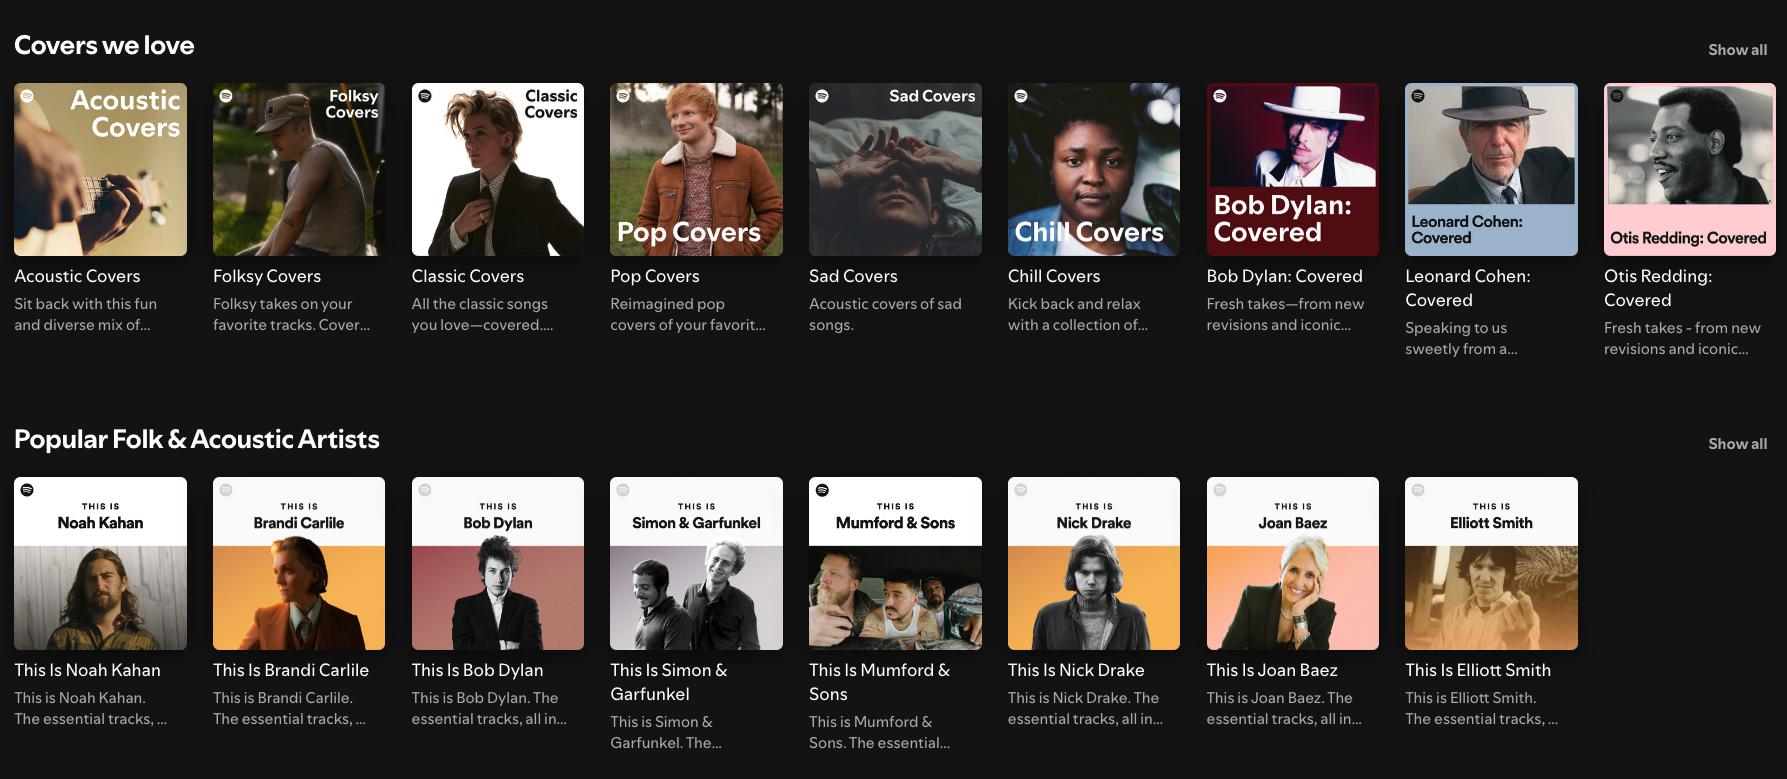 Covers we love
Show all
Acoustic
Covers
Folksy
Covers
Classic
Covers
Pop Covers
Sad Covers
Chill Covers
Bob Dylan:
Covered
Leonard Cohen:
Covered
Otis Redding: Covered
Acoustic Covers
Sit back with this fun
and diverse mix of...
Folksy Covers
Folksy takes on your
favorite tracks. Cover...
Classic Covers
All the classic songs
you love—covered....
Pop Covers
Reimagined pop
covers of your favorit...
Sad Covers
Acoustic covers of sad
songs.
Chill Covers
Kick back and relax
with a collection of...
Bob Dylan: Covered
Fresh takes—from new
revisions and iconic...
Leonard Cohen:
Covered
Speaking to us
sweetly from a...
Otis Redding:
Covered
Fresh takes - from new
revisions and iconic...
Popular Folk & Acoustic Artists
Show all
THIS IS
Noah Kahan
THIS IS
Brandi Carlile
THIS IS
Bob Dylan
THIS IS
Simon & Garfunkel
THIS IS
Mumford & Sons
THIS IS
Nick Drake
THIS IS
Joan Baez
THIS IS
Elliott Smith
This Is Noah Kahan
This is Noah Kahan.
The essential tracks, ...
This Is Brandi Carlile
This is Brandi Carlile.
The essential tracks, ...
This Is Bob Dylan
This is Bob Dylan. The
essential tracks, all in...
This Is Simon &
Garfunkel
This is Simon &
Garfunkel. The...
This Is Mumford &
Sons
This is Mumford &
Sons. The essential...
This Is Nick Drake
This is Nick Drake. The
essential tracks, all in...
This Is Joan Baez
This is Joan Baez. The
essential tracks, all in...
This Is Elliott Smith
This is Elliott Smith.
The essential tracks, ...